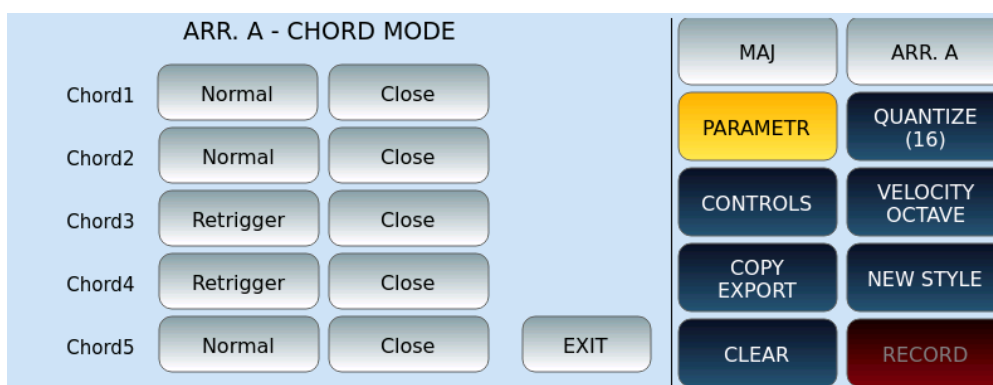 ARR. A - CHORD MODE
Chord1 Normal Close
Chord2 Normal Close
Chord3 Retrigger Close
Chord4 Retrigger Close
Chord5 Normal Close EXIT
MAJ ARR. A
PARAMETR
QUANTIZE
(16)
CONTROLS
VELOCITY
OCTAVE
COPY
EXPORT
NEW STYLE
CLEAR RECORD